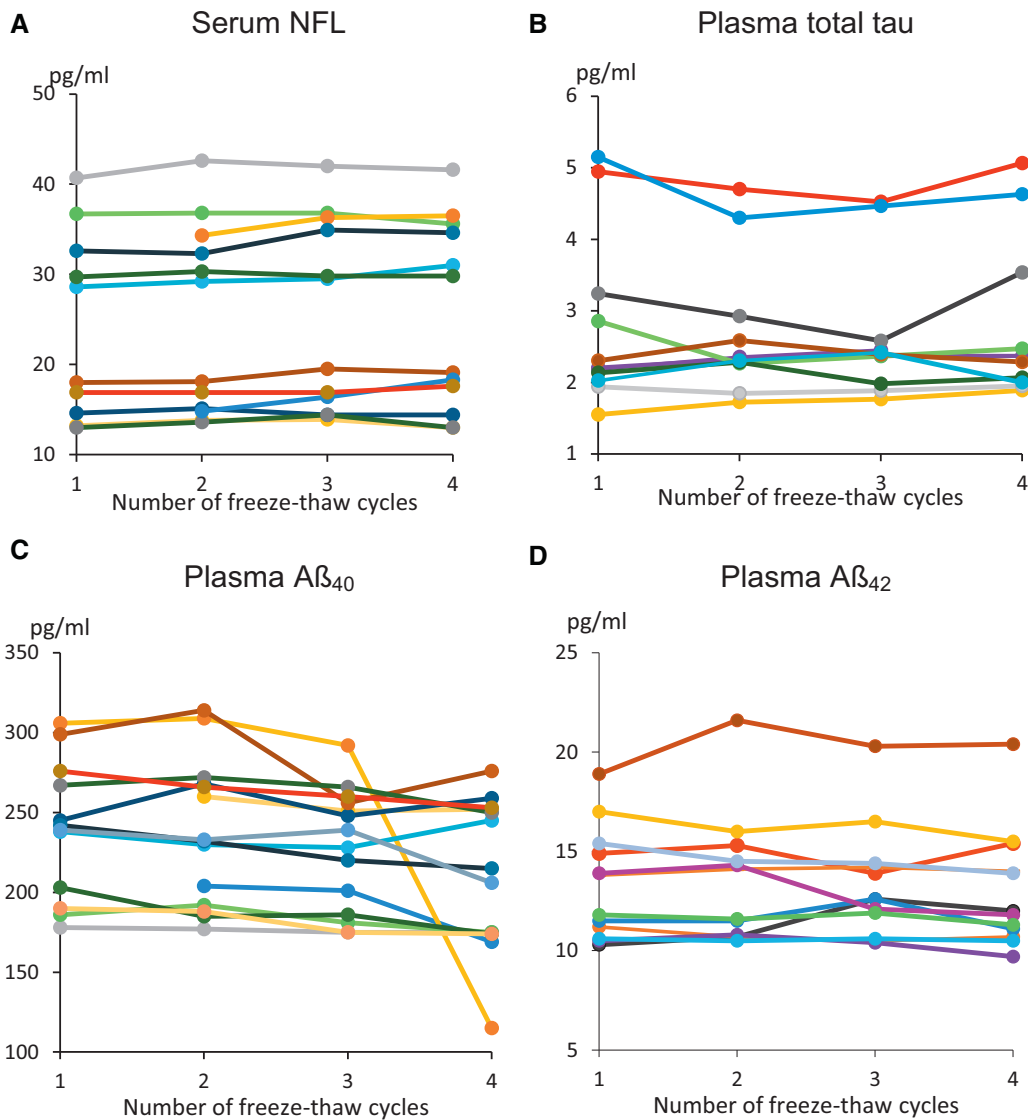 A
Serum NFL
pg/ml
50
40
30
20
10
1 2 3 4
Number of freeze-thaw cycles
B
Plasma total tau
pg/ml
6
5
4
3
2
1
1 2 3 4
Number of freeze-thaw cycles
C
Plasma Aß₄₀
pg/ml
350
300
250
200
150
100
1 2 3 4
Number of freeze-thaw cycles
D
Plasma Aß₄₂
pg/ml
25
20
15
10
5
1 2 3 4
Number of freeze-thaw cycles